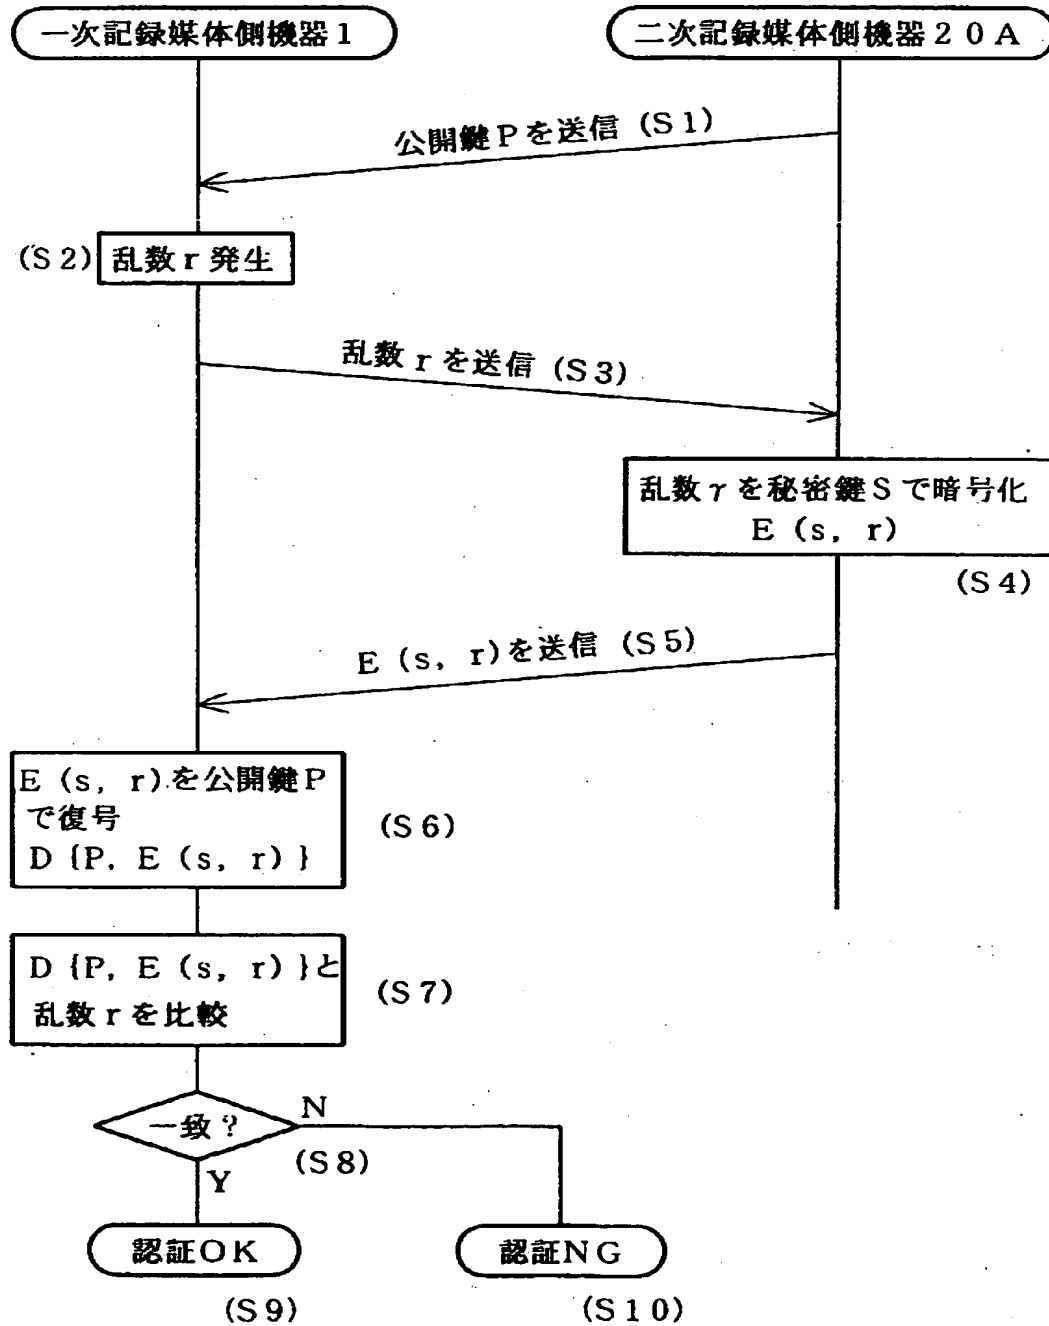 一次記録媒体側機器1
二次記録媒体側機器20A
公開鍵Pを送信 (S1)
(S2) 乱数r発生
乱数rを送信 (S3)
乱数γを秘密鍵Sで暗号化
E (s, r)
(S4)
E (s, r)を送信 (S5)
E (s, r)を公開鍵P
で復号
D {P, E (s, r) }
(S6)
D {P, E (s, r) }と
乱数rを比較
(S7)
一致?
N
(S8)
Y
認証OK
認証NG
(S9)
(S10)